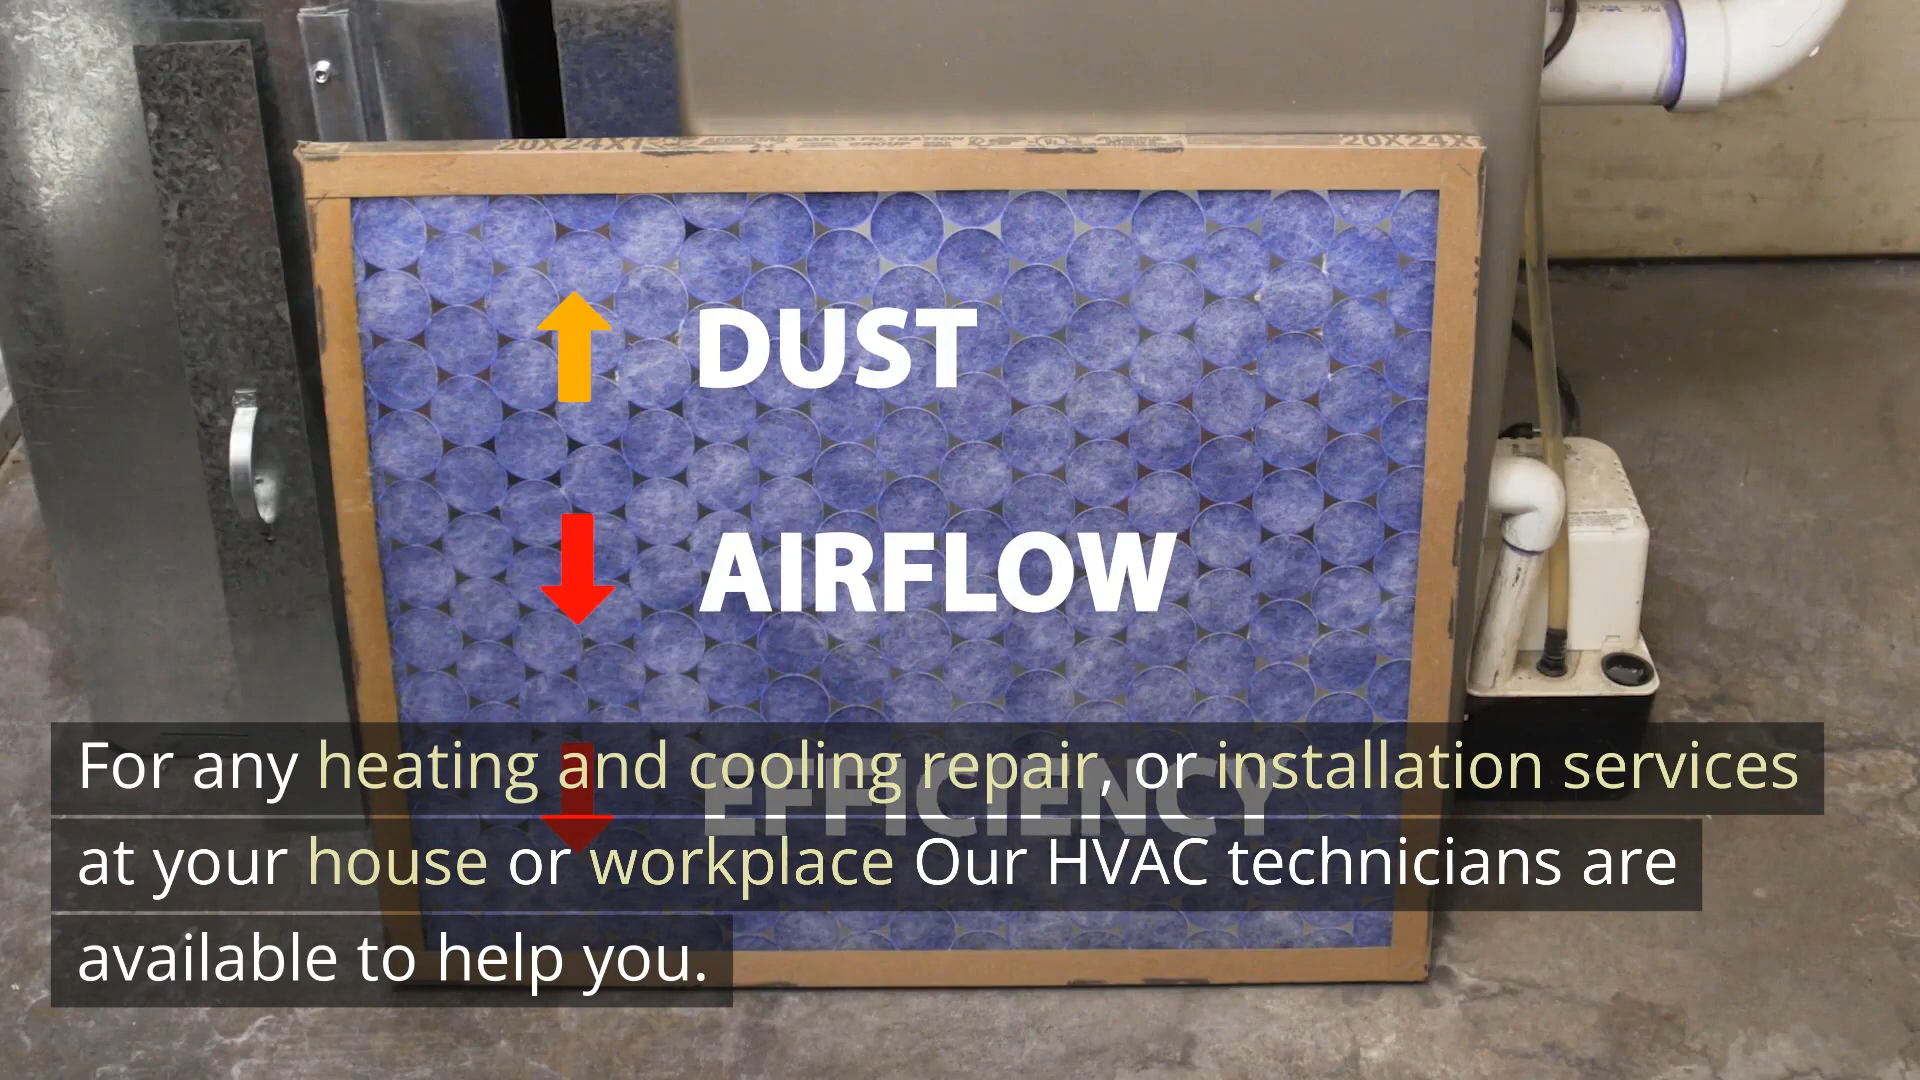 20X24X1
20X24X1
DUST
AIRFLOW
EFFICIENCY
For any heating and cooling repair, or installation services
at your house or workplace Our HVAC technicians are
available to help you.